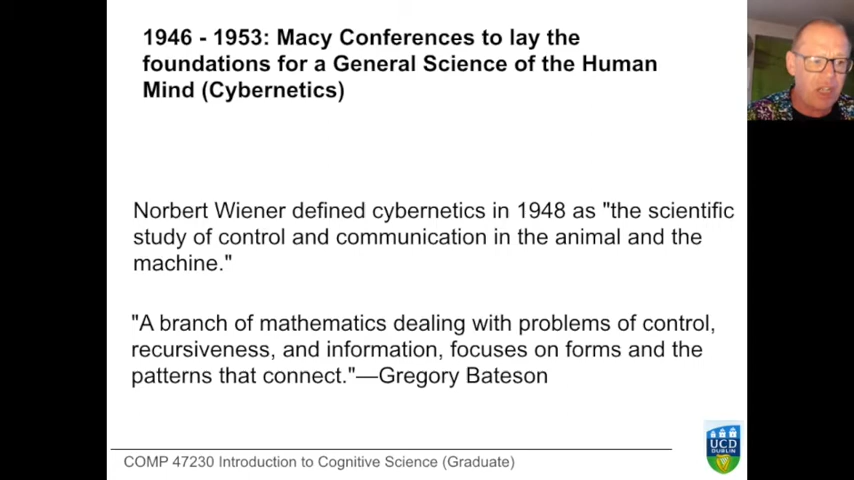 1946 - 1953: Macy Conferences to lay the
foundations for a General Science of the Human
Mind (Cybernetics)
Norbert Wiener defined cybernetics in 1948 as "the scientific
study of control and communication in the animal and the
machine."
"A branch of mathematics dealing with problems of control,
recursiveness, and information, focuses on forms and the
patterns that connect."—Gregory Bateson
COMP 47230 Introduction to Cognitive Science (Graduate)
UCD
DUBLIN